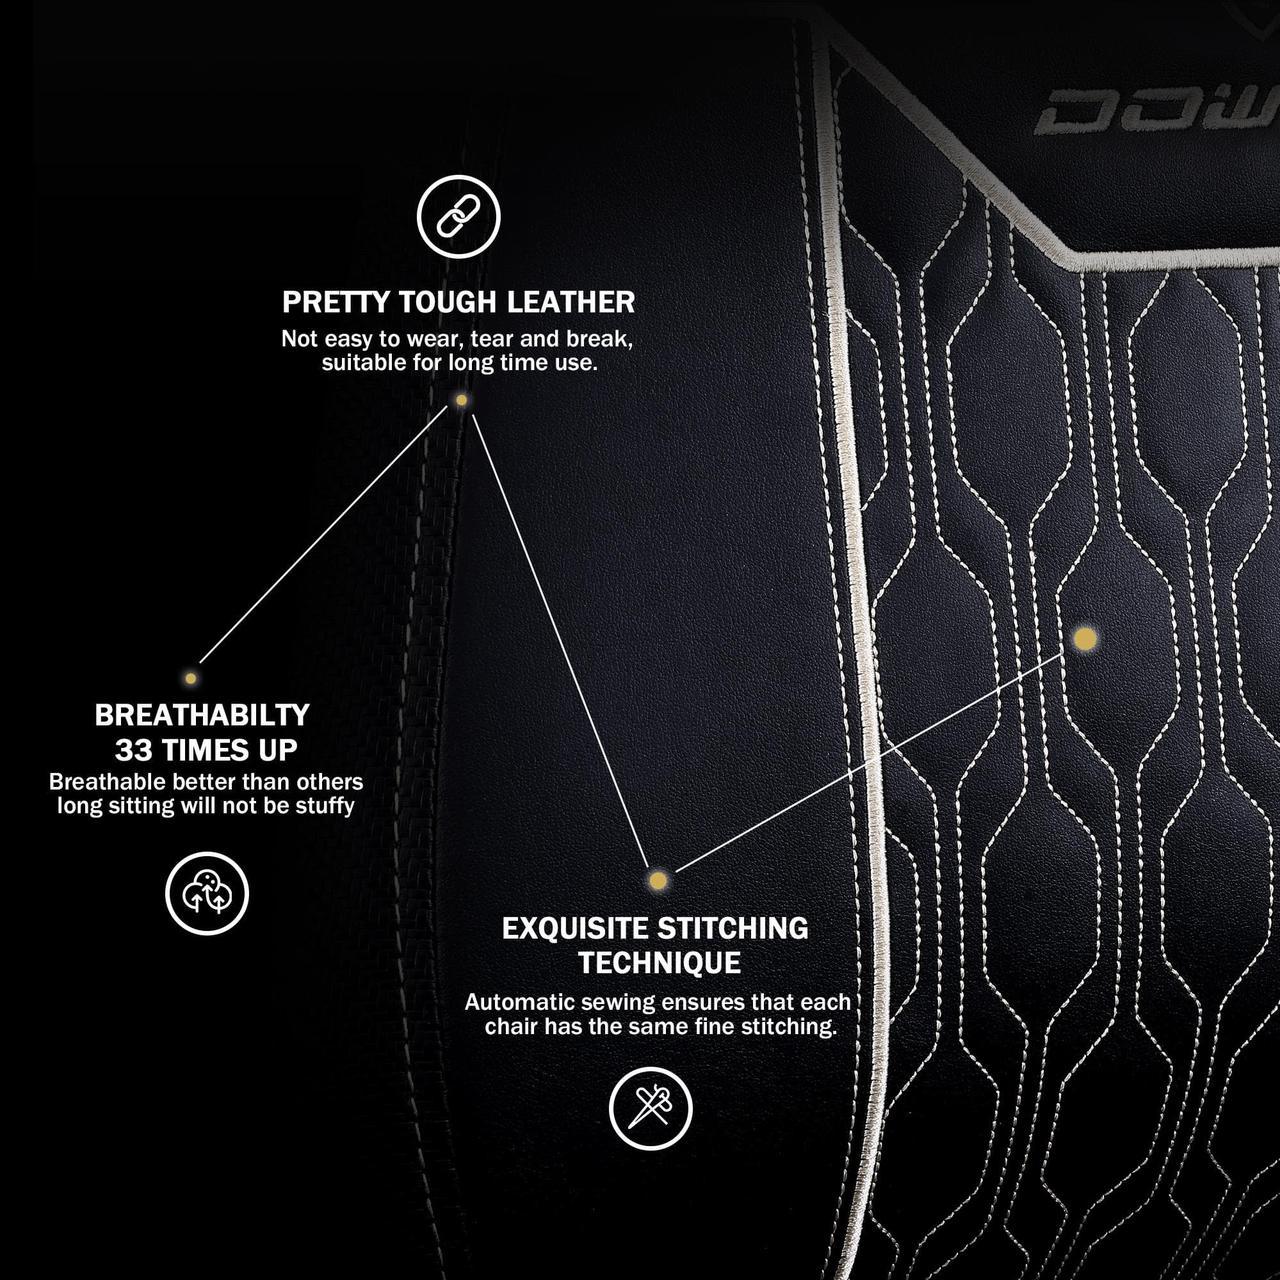 DOW
PRETTY TOUGH LEATHER
Not easy to wear, tear and break,
suitable for long time use.
BREATHABILTY
33 TIMES UP
Breathable better than others
long sitting will not be stuffy
EXQUISITE STITCHING
TECHNIQUE
Automatic sewing ensures that each
chair has the same fine stitching.